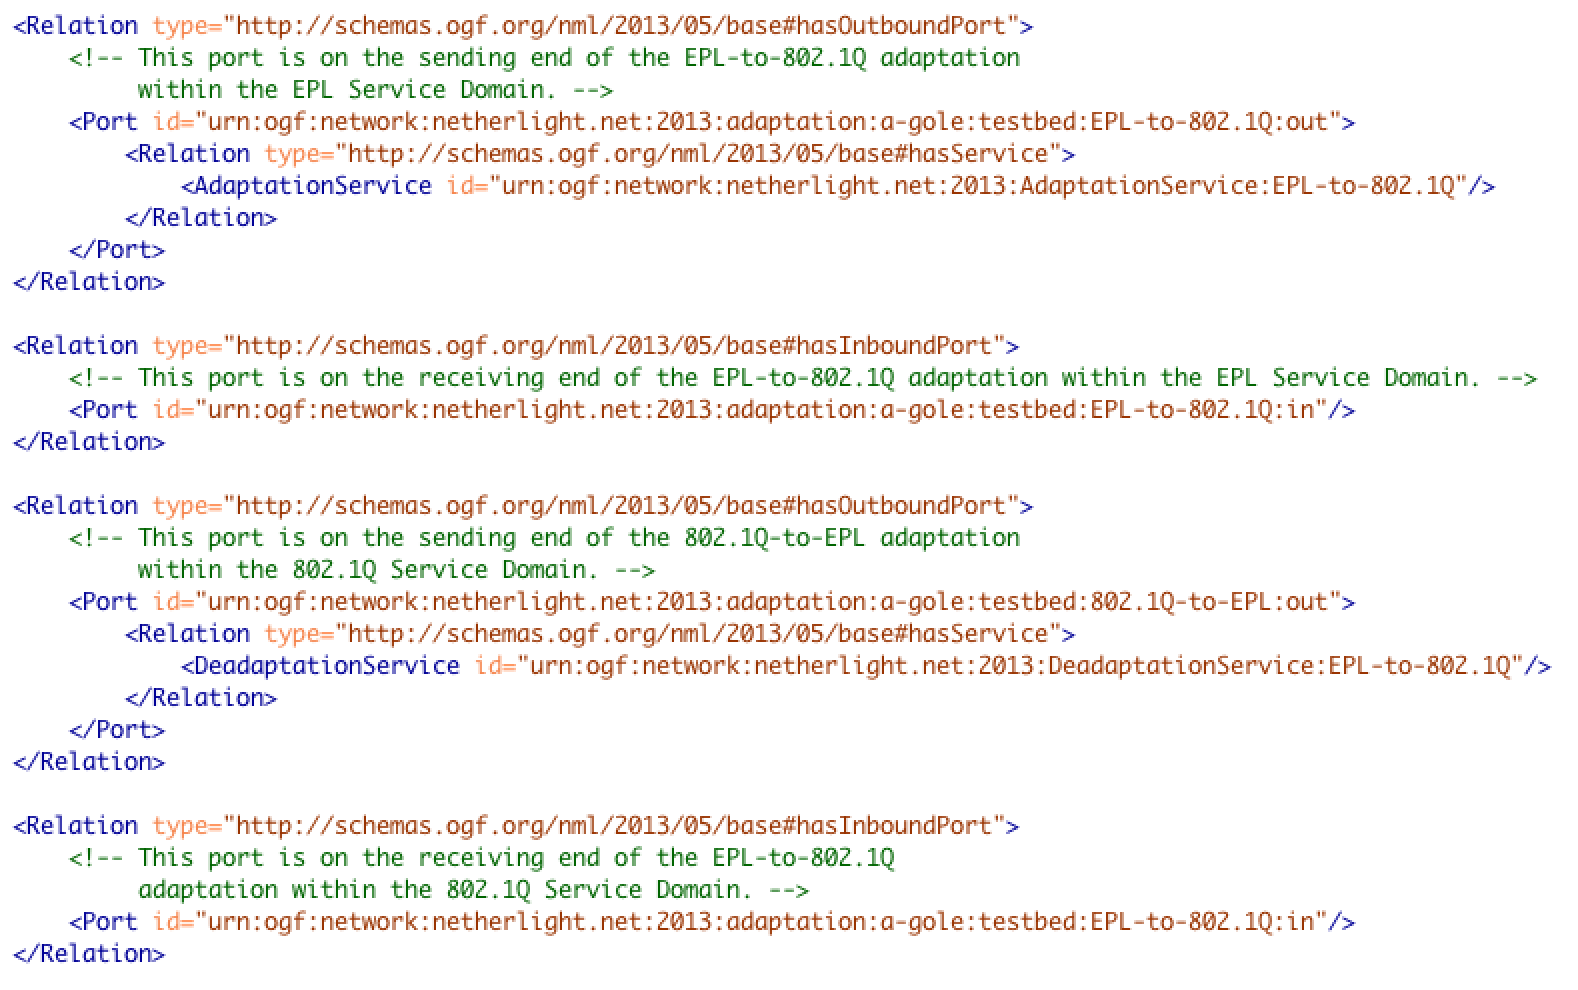 <Relation type="http://schemas.ogf.org/nml/2013/05/base#hasOutboundPort">
    <!-- This port is on the sending end of the EPL-to-802.1Q adaptation
         within the EPL Service Domain. -->
    <Port id="urn:ogf:network:netherlight.net:2013:adaptation:a-gole:testbed:EPL-to-802.1Q:out">
        <Relation type="http://schemas.ogf.org/nml/2013/05/base#hasService">
            <AdaptationService id="urn:ogf:network:netherlight.net:2013:AdaptationService:EPL-to-802.1Q"/>
        </Relation>
    </Port>
</Relation>

<Relation type="http://schemas.ogf.org/nml/2013/05/base#hasInboundPort">
    <!-- This port is on the receiving end of the EPL-to-802.1Q adaptation within the EPL Service Domain. -->
    <Port id="urn:ogf:network:netherlight.net:2013:adaptation:a-gole:testbed:EPL-to-802.1Q:in"/>
</Relation>

<Relation type="http://schemas.ogf.org/nml/2013/05/base#hasOutboundPort">
    <!-- This port is on the sending end of the 802.1Q-to-EPL adaptation
         within the 802.1Q Service Domain. -->
    <Port id="urn:ogf:network:netherlight.net:2013:adaptation:a-gole:testbed:802.1Q-to-EPL:out">
        <Relation type="http://schemas.ogf.org/nml/2013/05/base#hasService">
            <DeadaptationService id="urn:ogf:network:netherlight.net:2013:DeadaptationService:EPL-to-802.1Q"/>
        </Relation>
    </Port>
</Relation>

<Relation type="http://schemas.ogf.org/nml/2013/05/base#hasInboundPort">
    <!-- This port is on the receiving end of the EPL-to-802.1Q
         adaptation within the 802.1Q Service Domain. -->
    <Port id="urn:ogf:network:netherlight.net:2013:adaptation:a-gole:testbed:EPL-to-802.1Q:in"/>
</Relation>